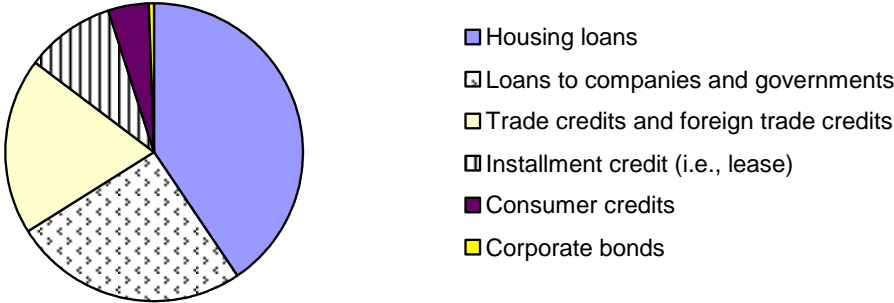 Housing loans
Loans to companies and governments
Trade credits and foreign trade credits
Installment credit (i.e., lease)
Consumer credits
Corporate bonds